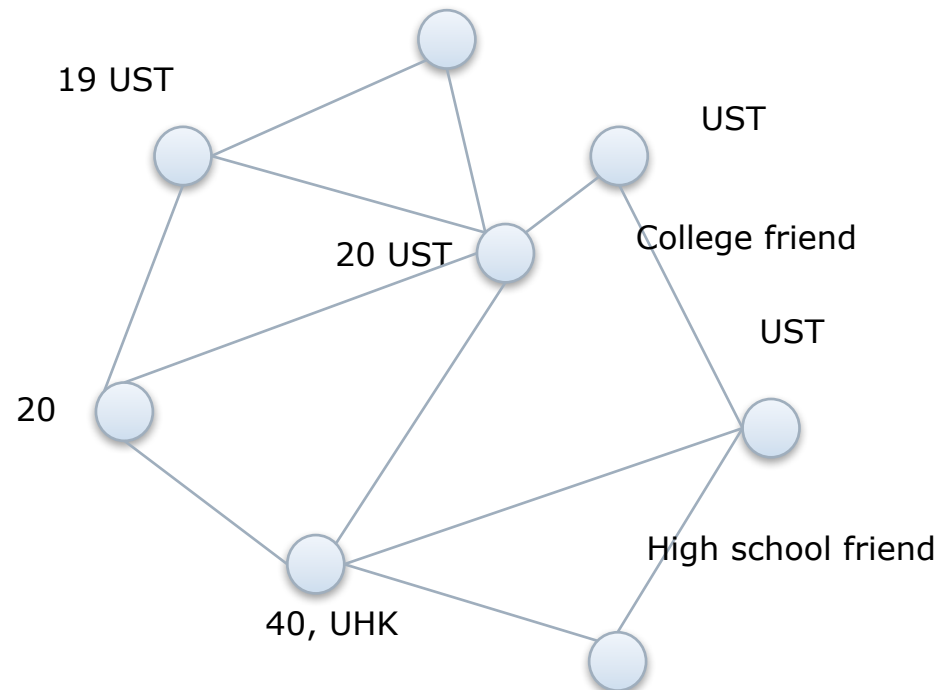 19 UST
UST
College friend
20 UST
UST
20
High school friend
40, UHK